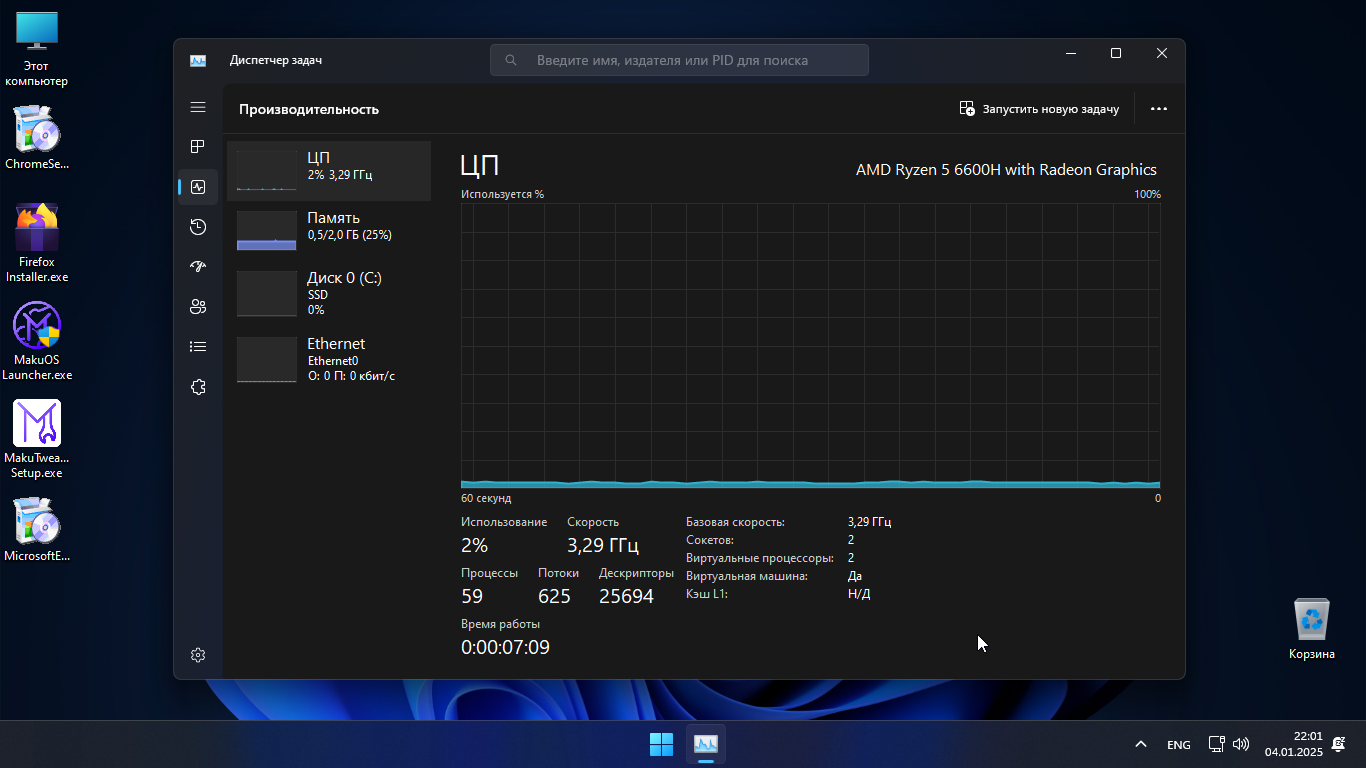 Этот
компьютер
ChromeSe...
Firefox
Installer.exe
MakuOS
Launcher.exe
MakuTwea...
Setup.exe
MicrosoftE...
Корзина
Диспетчер задач
Введите имя, издателя или PID для поиска
Производительность
Запустить новую задачу
ЦП
2% 3,29 ГГц
Память
0,5/2,0 ГБ (25%)
Диск 0 (C:)
SSD
0%
Ethernet
Ethernet0
О: 0 П: 0 кбит/с
ЦП
AMD Ryzen 5 6600H with Radeon Graphics
Используется %
100%
60 секунд
0
Использование
2%
Скорость
3,29 ГГц
Процессы
59
Потоки
625
Дескрипторы
25694
Время работы
0:00:07:09
Базовая скорость: 3,29 ГГц
Сокетов: 2
Виртуальные процессоры: 2
Виртуальная машина: Да
Кэш L1: Н/Д
ENG
22:01
04.01.2025